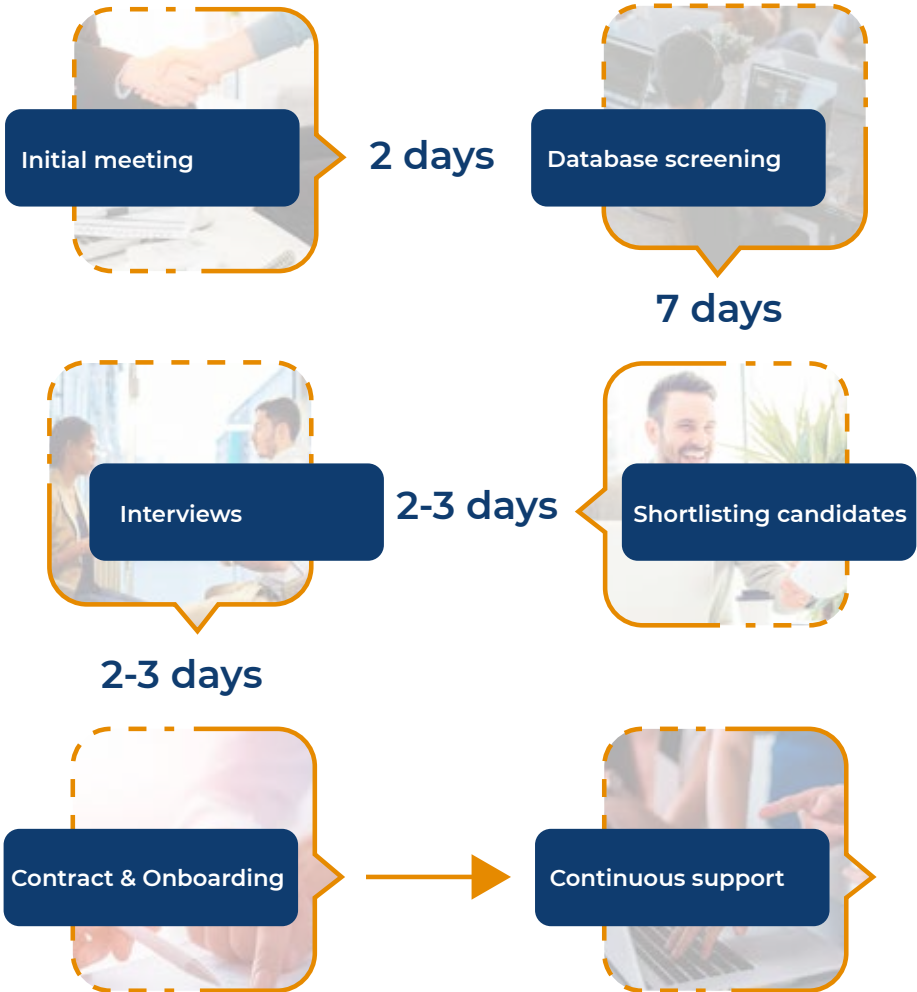 Initial meeting
2 days
Database screening
7 days
Shortlisting candidates
2-3 days
Interviews
2-3 days
Contract & Onboarding
Continuous support